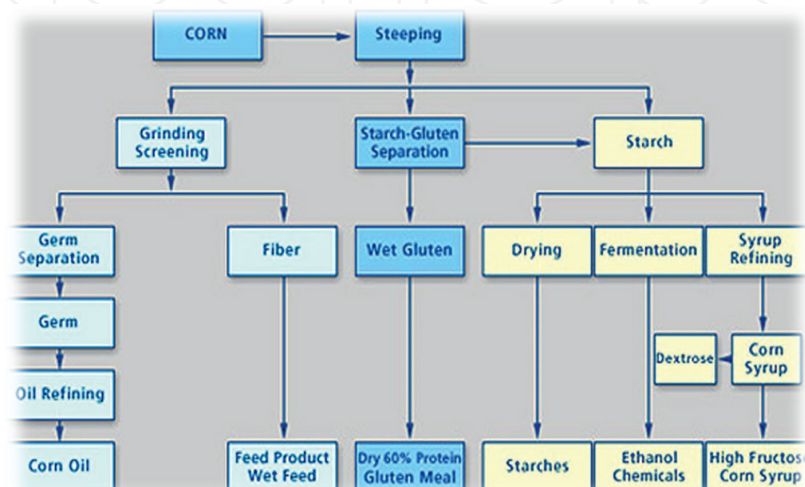 CORN
Steeping
Grinding
Screening
Starch-Gluten
Separation
Starch
Germ
Separation
Fiber
Wet Gluten
Drying
Fermentation
Syrup
Refining
Germ
Dextrose
Corn
Syrup
Oil Refining
Corn Oil
Feed Product
Wet Feed
Dry 60% Protein
Gluten Meal
Starches
Ethanol
Chemicals
High Fructos
Corn Syrup